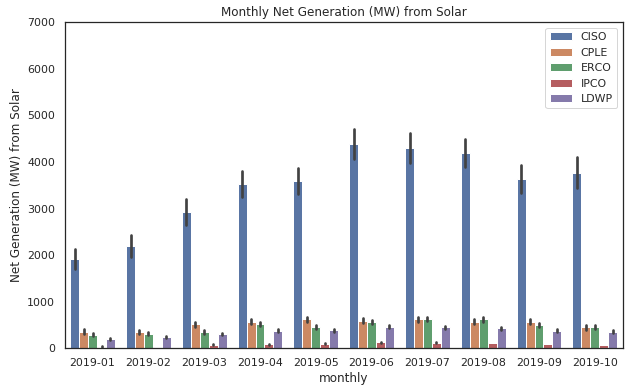 Monthly Net Generation (MW) from Solar
7000
6000
5000
4000
3000
2000
1000
0
Net Generation (MW) from Solar
CISO
CPLE
ERCO
IPCO
LDWP
2019-01 2019-02 2019-03 2019-04 2019-05 2019-06 2019-07 2019-08 2019-09 2019-10
monthly